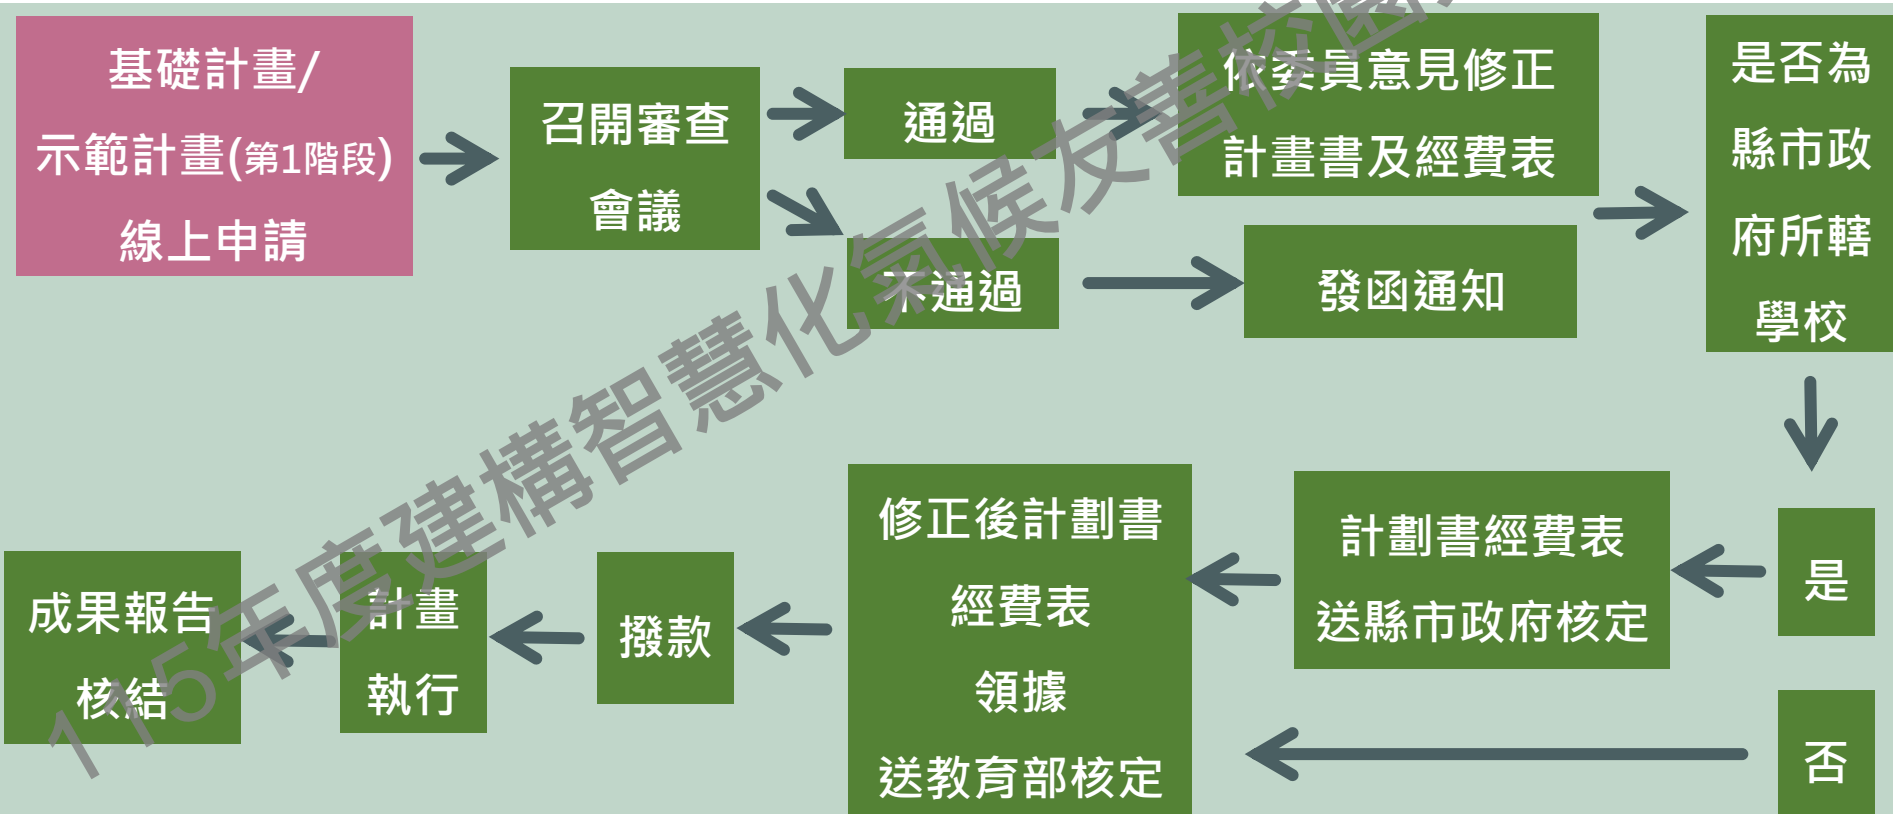 基礎計畫/
示範計畫(第1階段)
線上申請
召開審查
會議
通過
不通過
依委員意見修正
計畫書及經費表
發函通知
是否為
縣市政
府所轄
學校
是
否
計劃書經費表
送縣市政府核定
修正後計劃書
經費表
領據
送教育部核定
撥款
計畫
執行
成果報告
核結
115年度建構智慧化氣候友善校園